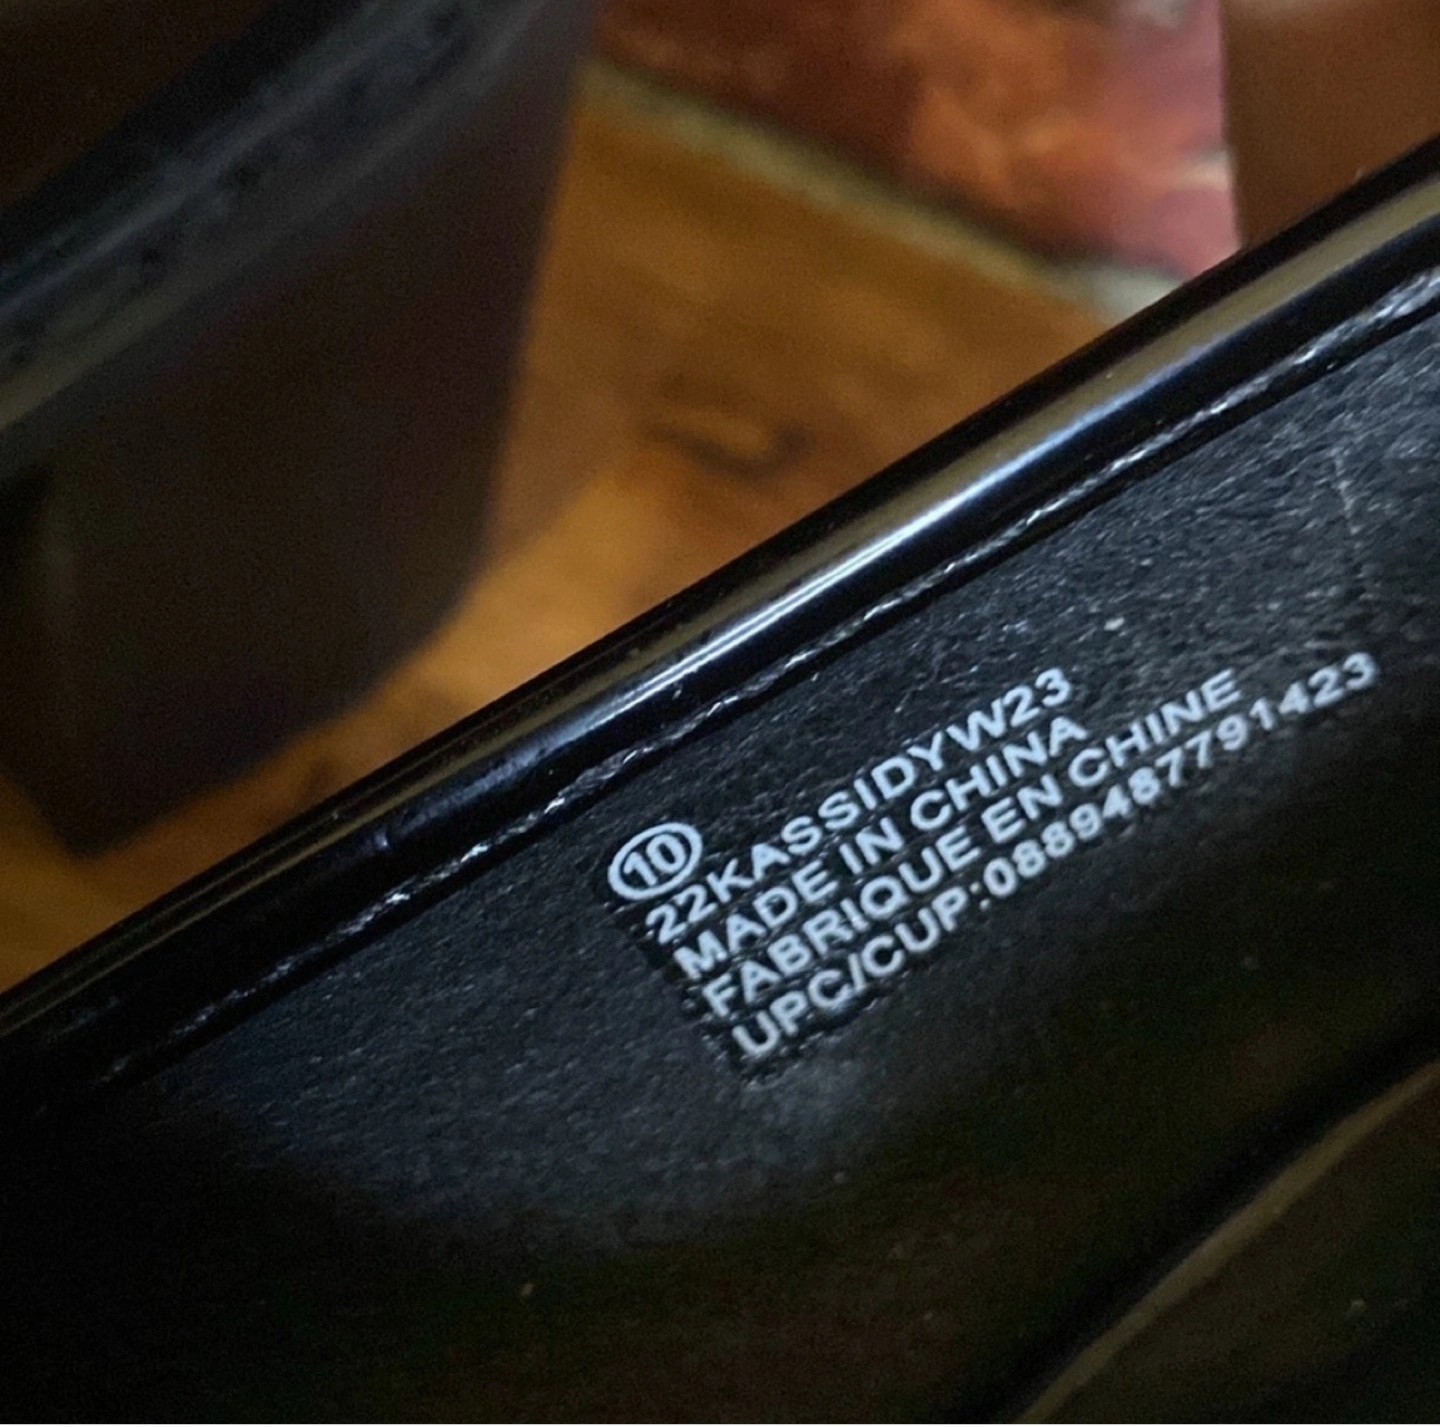 10
22KASSIDYW23
MADE IN CHINA
FABRIQUE EN CHINE
UPC/CUP:0889487791423